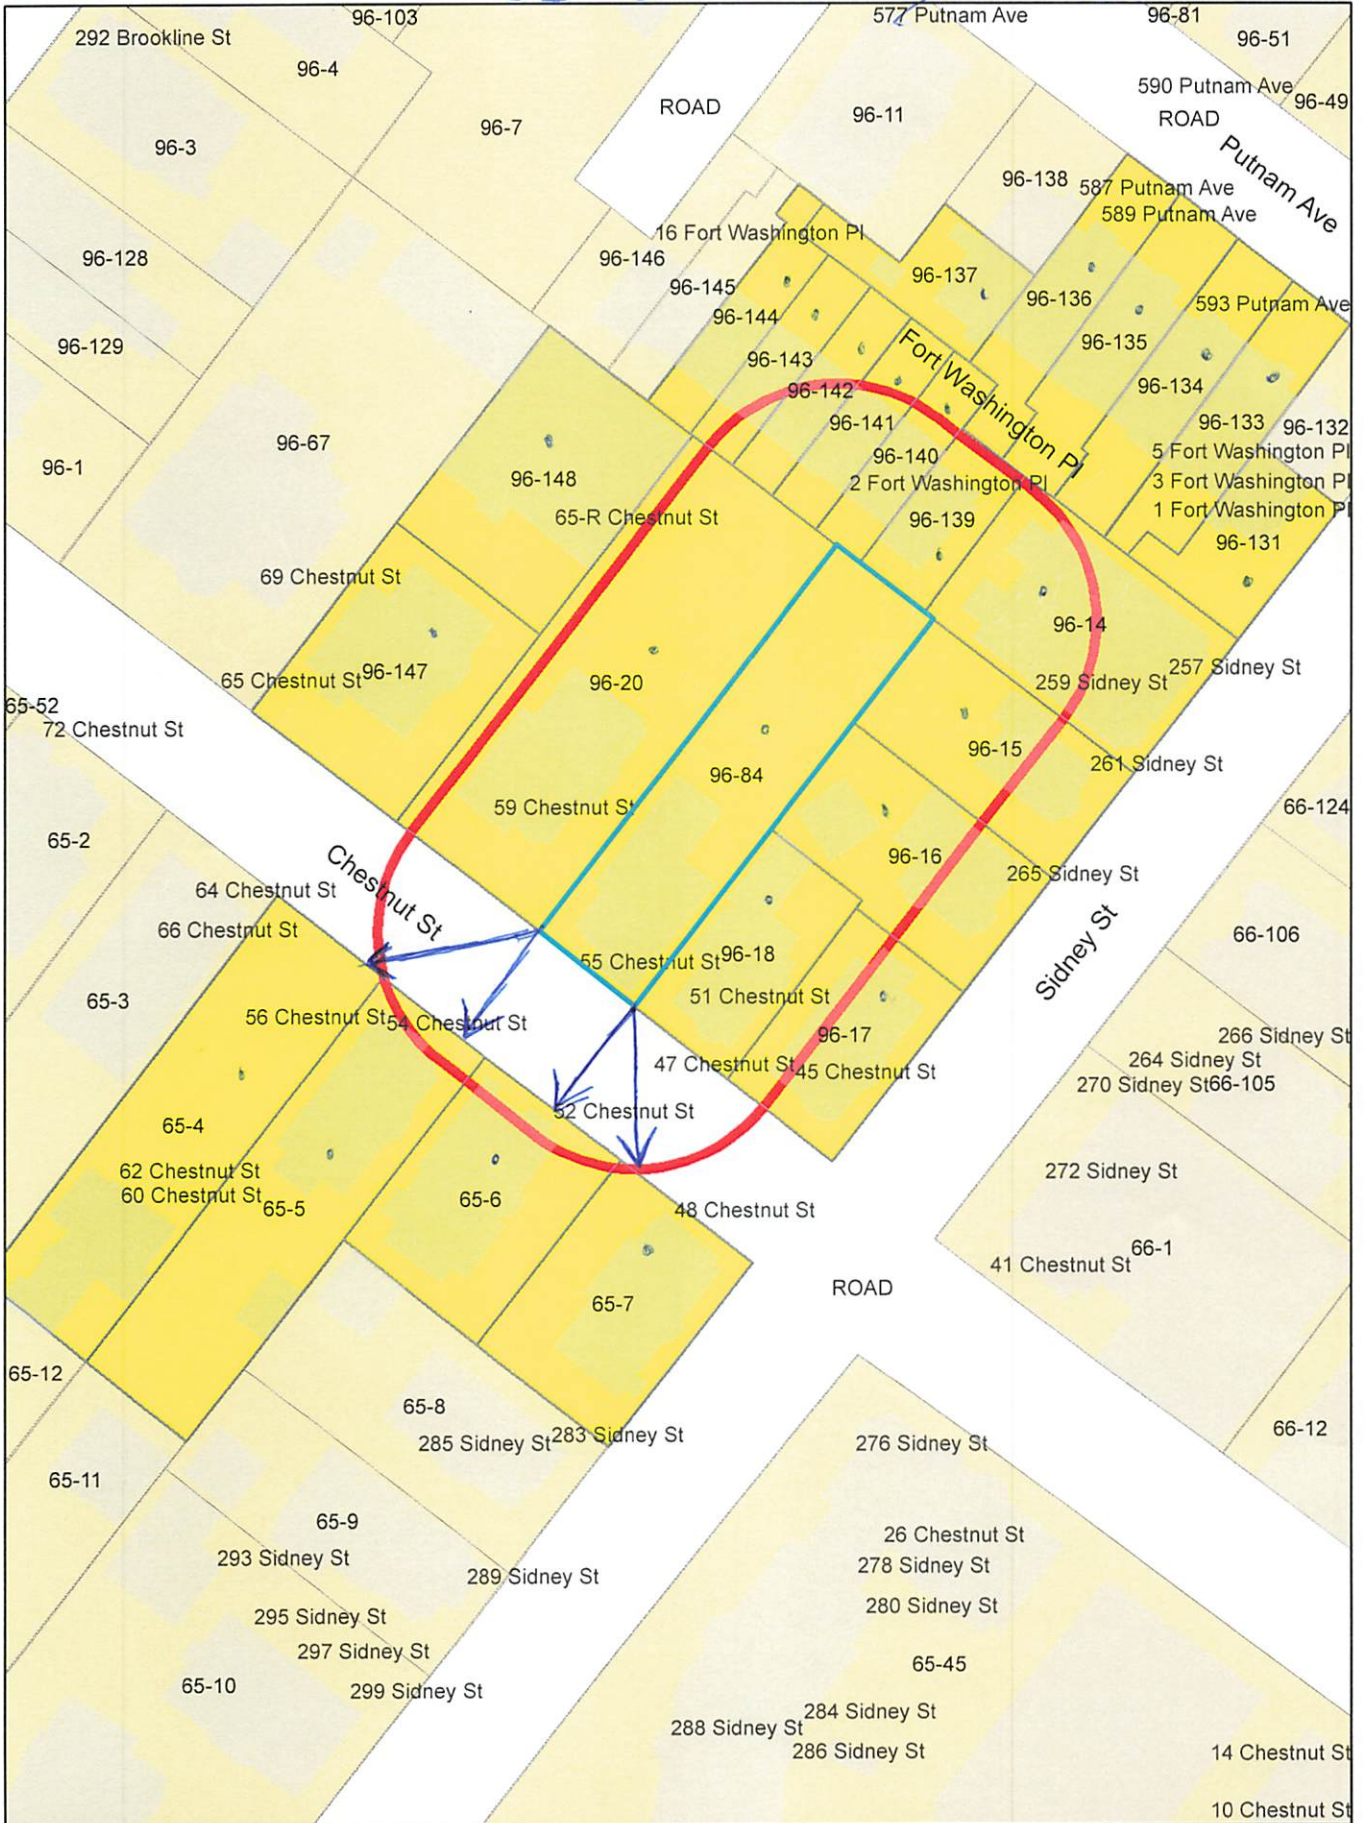 96-103
577 Putnam Ave
96-81
292 Brookline St
96-51
96-4
590 Putnam Ave
96-49
ROAD
96-11
ROAD
96-7
Putnam Ave
96-3
96-138
587 Putnam Ave
589 Putnam Ave
16 Fort Washington Pl
96-128
96-146
96-137
96-145
96-136
593 Putnam Ave
96-144
96-129
96-135
96-143
Fort Washington Pl
96-142
96-134
96-141
96-133
96-132
96-67
5 Fort Washington Pl
96-140
96-1
96-148
2 Fort Washington Pl
3 Fort Washington Pl
65-R Chestnut St
96-139
1 Fort Washington Pl
96-131
69 Chestnut St
96-14
65 Chestnut St
96-147
96-20
259 Sidney St
257 Sidney St
65-52
72 Chestnut St
96-15
261 Sidney St
96-84
59 Chestnut St
66-124
65-2
96-16
Chestnut St
265 Sidney St
64 Chestnut St
66 Chestnut St
Sidney St
66-106
55 Chestnut St
96-18
65-3
51 Chestnut St
56 Chestnut St
54 Chestnut St
96-17
266 Sidney St
47 Chestnut St
45 Chestnut St
264 Sidney St
270 Sidney St
66-105
52 Chestnut St
65-4
62 Chestnut St
272 Sidney St
60 Chestnut St
65-5
65-6
48 Chestnut St
41 Chestnut St
66-1
ROAD
65-7
65-12
65-8
285 Sidney St
283 Sidney St
276 Sidney St
66-12
65-11
65-9
26 Chestnut St
293 Sidney St
278 Sidney St
289 Sidney St
280 Sidney St
295 Sidney St
297 Sidney St
65-45
65-10
299 Sidney St
284 Sidney St
288 Sidney St
286 Sidney St
14 Chestnut St
10 Chestnut St